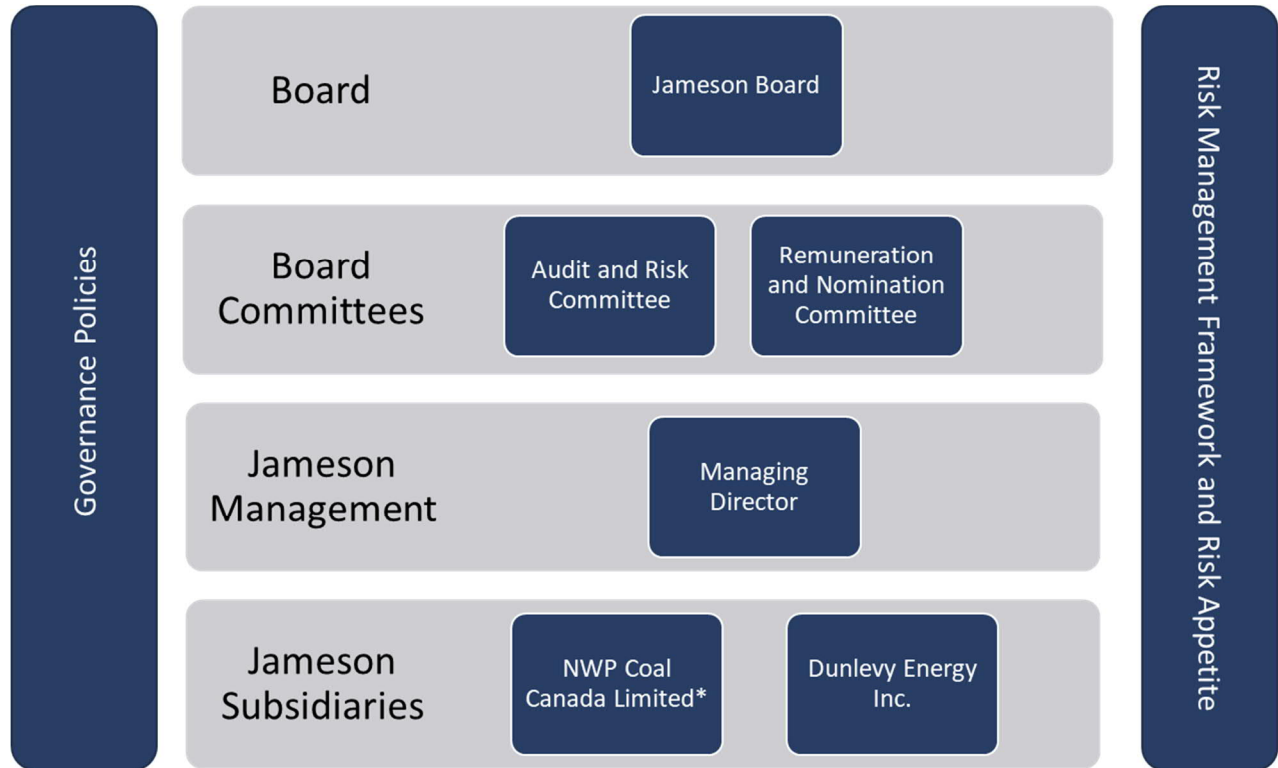 Governance Policies
Board
Jameson Board
Board
Committees
Audit and Risk
Committee
Remuneration
and Nomination
Committee
Jameson
Management
Managing
Director
Jameson
Subsidiaries
NWP Coal
Canada Limited*
Dunlevy Energy
Inc.
Risk Management Framework and Risk Appetite